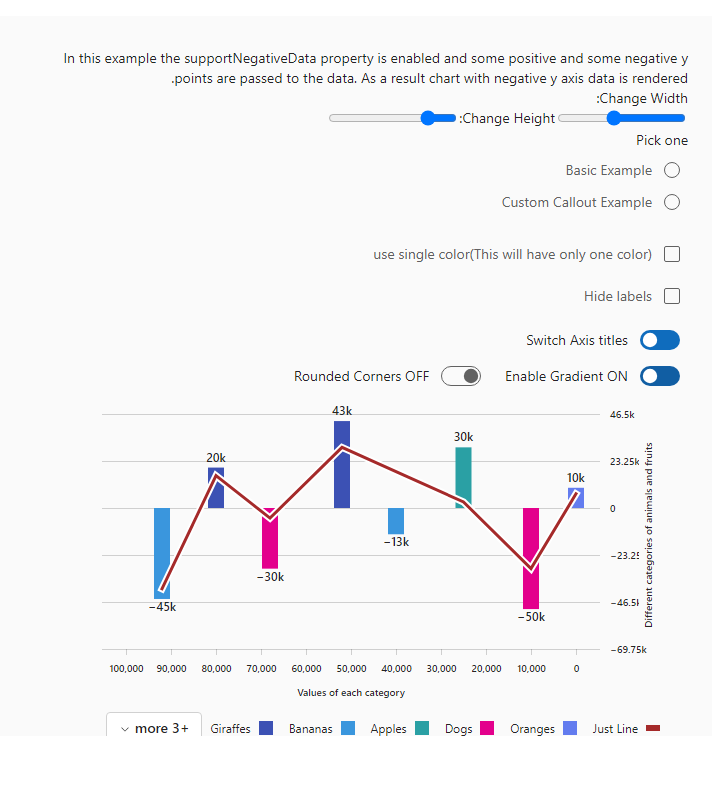 In this example the supportNegativeData property is enabled and some positive and some negative y
.points are passed to the data. As a result chart with negative y axis data is rendered
:Change Width
:Change Height
Pick one
Basic Example
Custom Callout Example
use single color(This will have only one color)
Hide labels
Switch Axis titles
Rounded Corners OFF Enable Gradient ON
43k
46.5k
30k
20k
23.25k
10k
0
−13k
−23.25
−30k
−45k
−46.5k
−50k
−69.75k
Different categories of animals and fruits
100,000 90,000 80,000 70,000 60,000 50,000 40,000 30,000 20,000 10,000 0
Values of each category
more 3+ Giraffes Bananas Apples Dogs Oranges Just Line